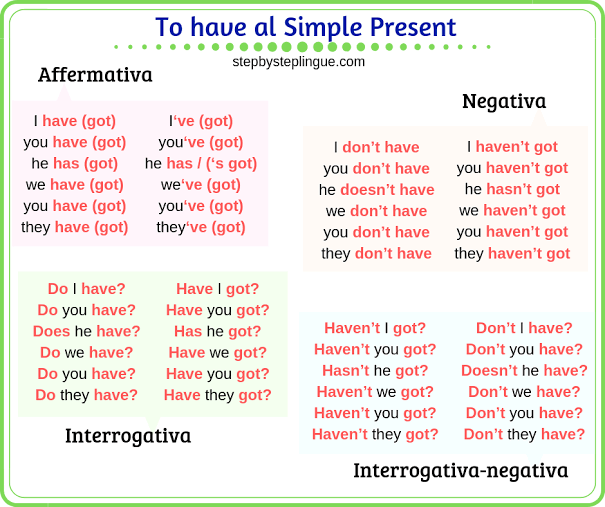 To have al Simple Present
stepbysteplingue.com
Affermativa
I have (got) I‘ve (got)
you have (got) you‘ve (got)
he has (got) he has / (‘s got)
we have (got) we‘ve (got)
you have (got) you‘ve (got)
they have (got) they‘ve (got)
Negativa
I don’t have I haven’t got
you don’t have you haven’t got
he doesn’t have he hasn’t got
we don’t have we haven’t got
you don’t have you haven’t got
they don’t have they haven’t got
Do I have? Have I got?
Do you have? Have you got?
Does he have? Has he got?
Do we have? Have we got?
Do you have? Have you got?
Do they have? Have they got?
Interrogativa
Haven’t I got? Don’t I have?
Haven’t you got? Don’t you have?
Hasn’t he got? Doesn’t he have?
Haven’t we got? Don’t we have?
Haven’t you got? Don’t you have?
Haven’t they got? Don’t they have?
Interrogativa-negativa